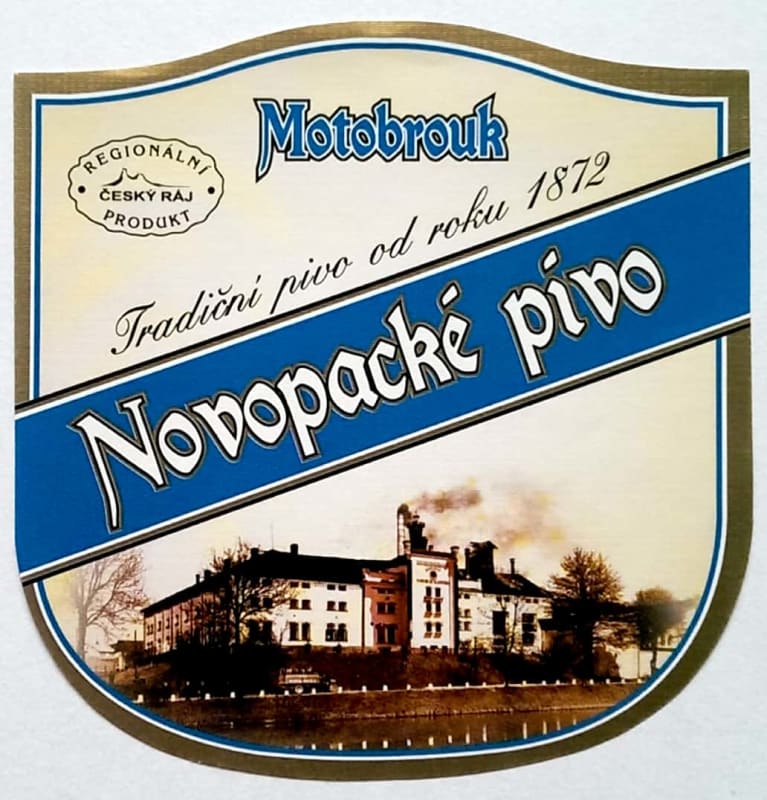 Motobrouk
REGIONÁLNÍ
ČESKÝ RÁJ
PRODUKT
Tradiční pivo od roku 1872
Novopacké pivo